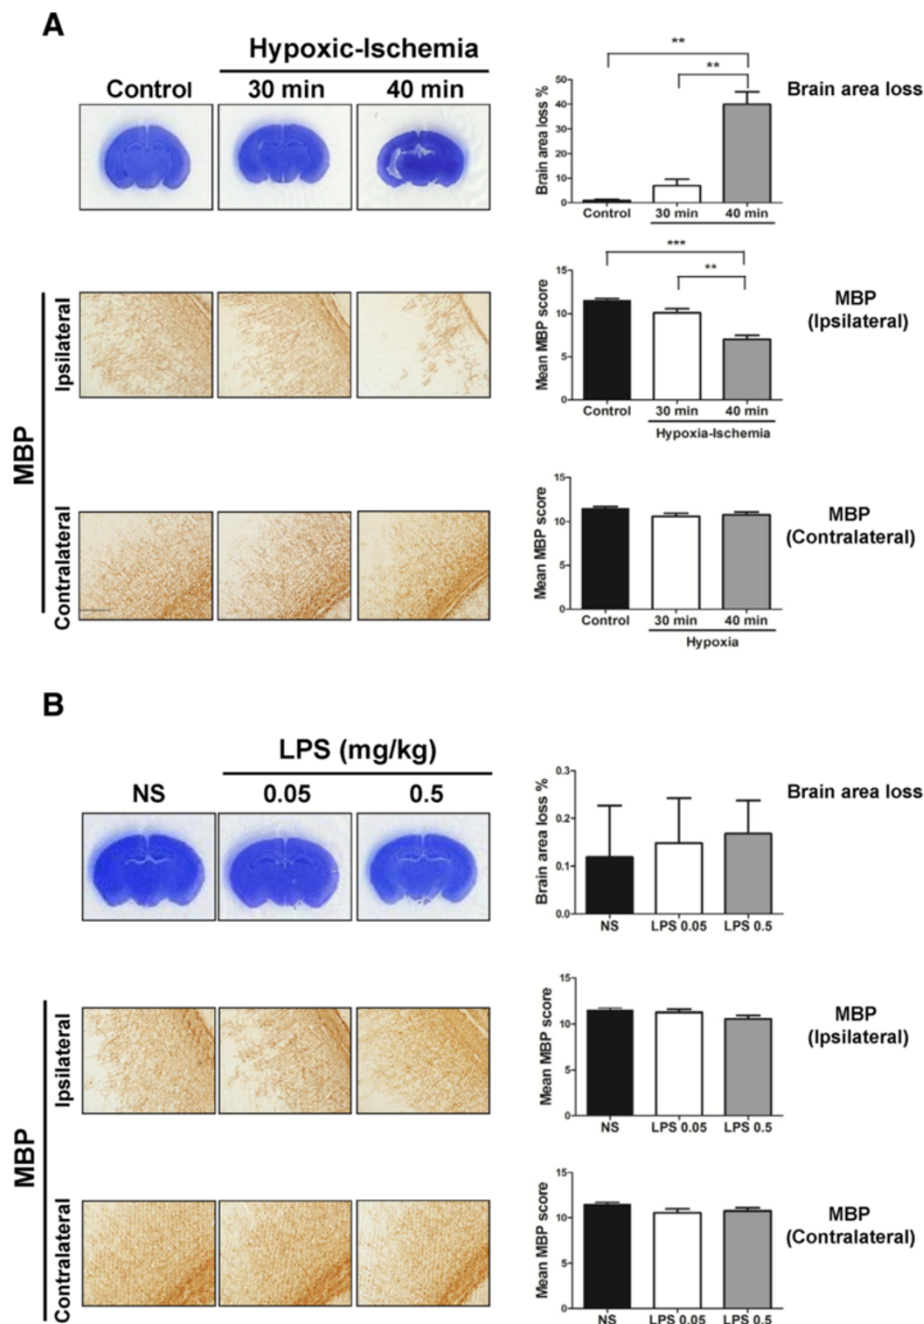 A
Hypoxic-Ischemia
Control 30 min 40 min
Brain area loss %
50
40
30
20
10
0
**
**
Control 30 min 40 min
Brain area loss
MBP
Ipsilateral
Mean MBP score
15
10
5
0
***
**
Control 30 min 40 min
Hypoxia-Ischemia
MBP
(Ipsilateral)
Contralateral
Mean MBP score
15
10
5
0
Control 30 min 40 min
Hypoxia
MBP
(Contralateral)
B
LPS (mg/kg)
NS 0.05 0.5
Brain area loss %
0.3
0.2
0.1
0.0
NS LPS 0.05 LPS 0.5
Brain area loss
MBP
Ipsilateral
Mean MBP score
15
10
5
0
NS LPS 0.05 LPS 0.5
MBP
(Ipsilateral)
Contralateral
Mean MBP score
15
10
5
0
NS LPS 0.05 LPS 0.5
MBP
(Contralateral)